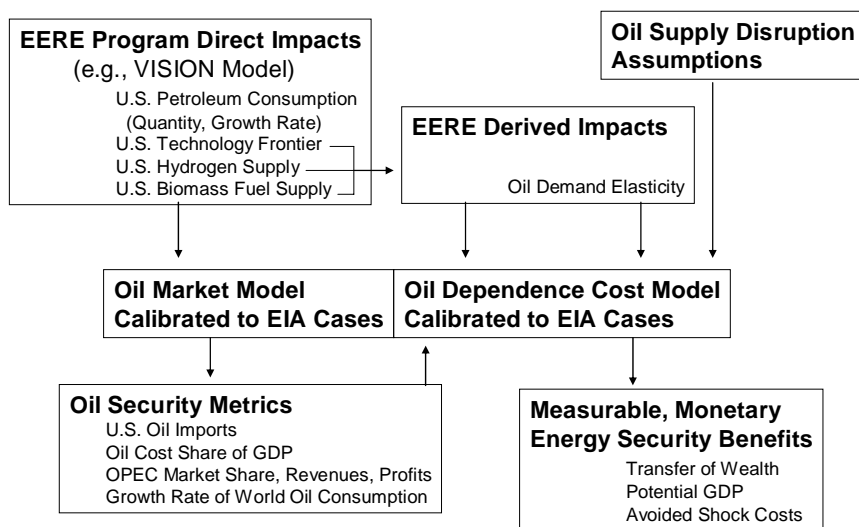 EERE Program Direct Impacts
(e.g., VISION Model)
U.S. Petroleum Consumption
(Quantity, Growth Rate)
U.S. Technology Frontier
U.S. Hydrogen Supply
U.S. Biomass Fuel Supply
Oil Supply Disruption
Assumptions
EERE Derived Impacts
Oil Demand Elasticity
Oil Market Model
Calibrated to EIA Cases
Oil Dependence Cost Model
Calibrated to EIA Cases
Oil Security Metrics
U.S. Oil Imports
Oil Cost Share of GDP
OPEC Market Share, Revenues, Profits
Growth Rate of World Oil Consumption
Measurable, Monetary
Energy Security Benefits
Transfer of Wealth
Potential GDP
Avoided Shock Costs